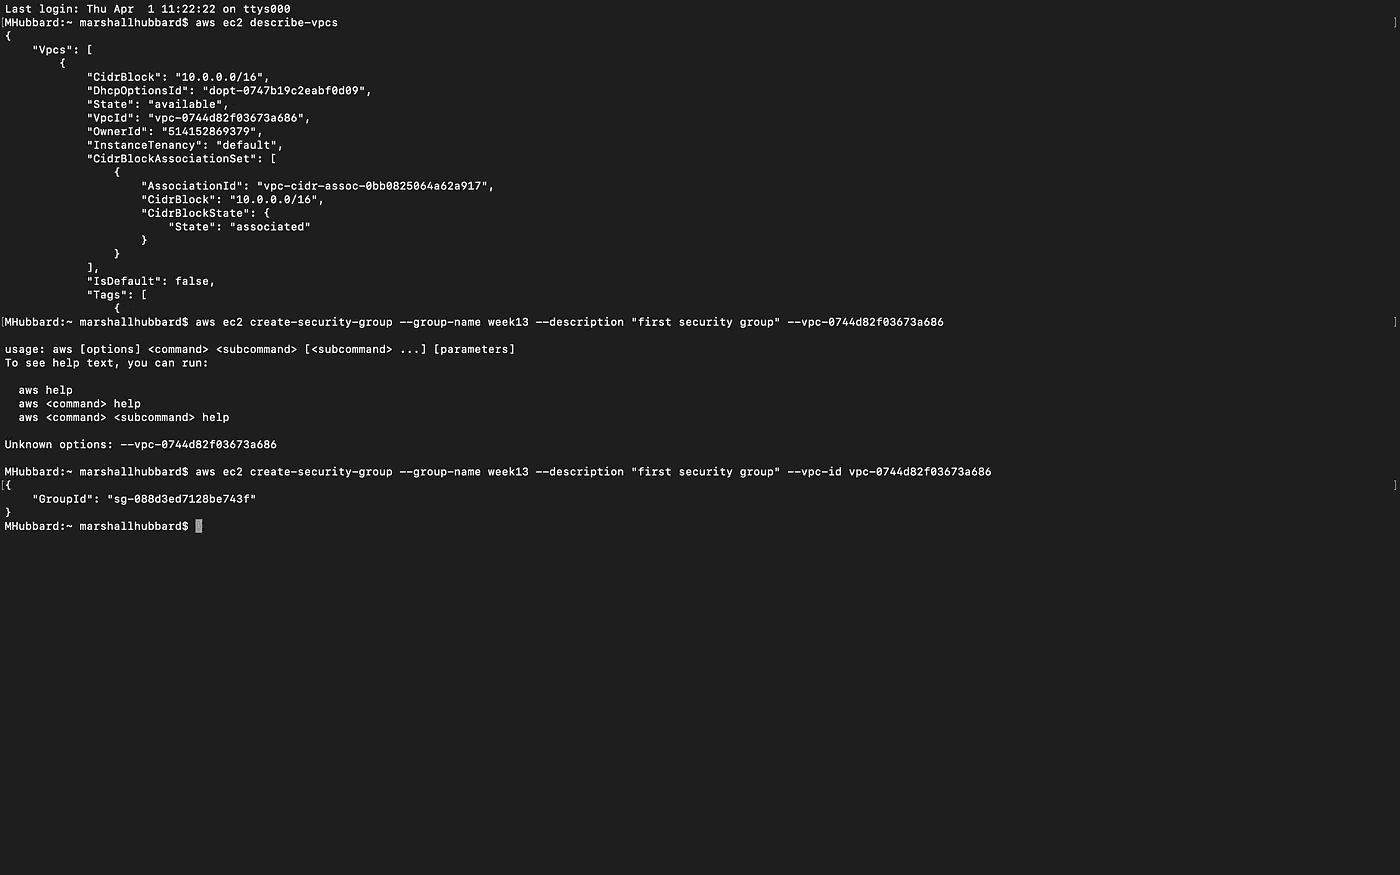 Last login: Thu Apr  1 11:22:22 on ttys000
[MHubbard:~ marshallhubbard$ aws ec2 describe-vpcs ]
{
    "Vpcs": [
        {
            "CidrBlock": "10.0.0.0/16",
            "DhcpOptionsId": "dopt-0747b19c2eabf0d09",
            "State": "available",
            "VpcId": "vpc-0744d82f03673a686",
            "OwnerId": "514152869379",
            "InstanceTenancy": "default",
            "CidrBlockAssociationSet": [
                {
                    "AssociationId": "vpc-cidr-assoc-0bb0825064a62a917",
                    "CidrBlock": "10.0.0.0/16",
                    "CidrBlockState": {
                        "State": "associated"
                    }
                }
            ],
            "IsDefault": false,
            "Tags": [
                {
[MHubbard:~ marshallhubbard$ aws ec2 create-security-group --group-name week13 --description "first security group" --vpc-0744d82f03673a686 ]
usage: aws [options] <command> <subcommand> [<subcommand> ...] [parameters]
To see help text, you can run:
  aws help
  aws <command> help
  aws <command> <subcommand> help
Unknown options: --vpc-0744d82f03673a686
MHubbard:~ marshallhubbard$ aws ec2 create-security-group --group-name week13 --description "first security group" --vpc-id vpc-0744d82f03673a686
[{ ]
    "GroupId": "sg-088d3ed7128be743f"
}
MHubbard:~ marshallhubbard$